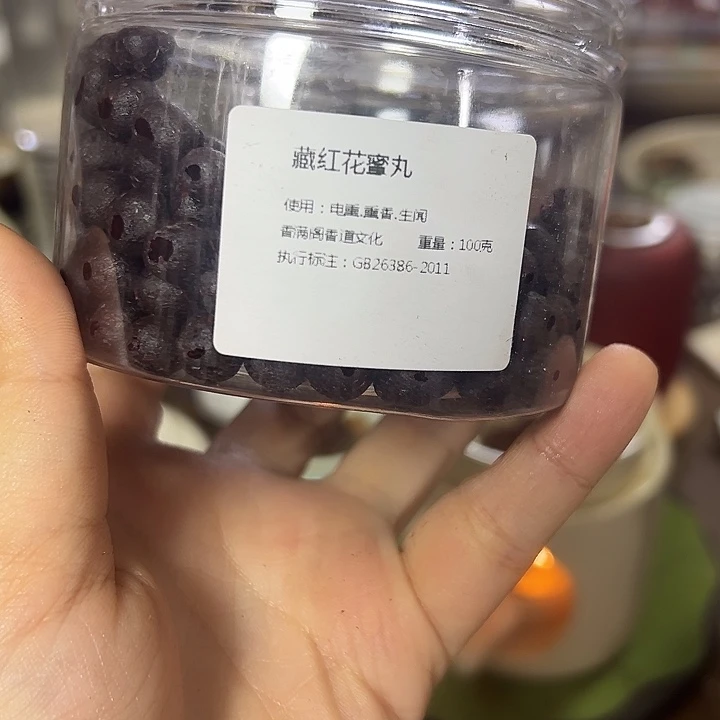 藏红花蜜丸
使用：电熏.熏香.生闻
香满阁香道文化 重量：100克
执行标注：GB26386-2011